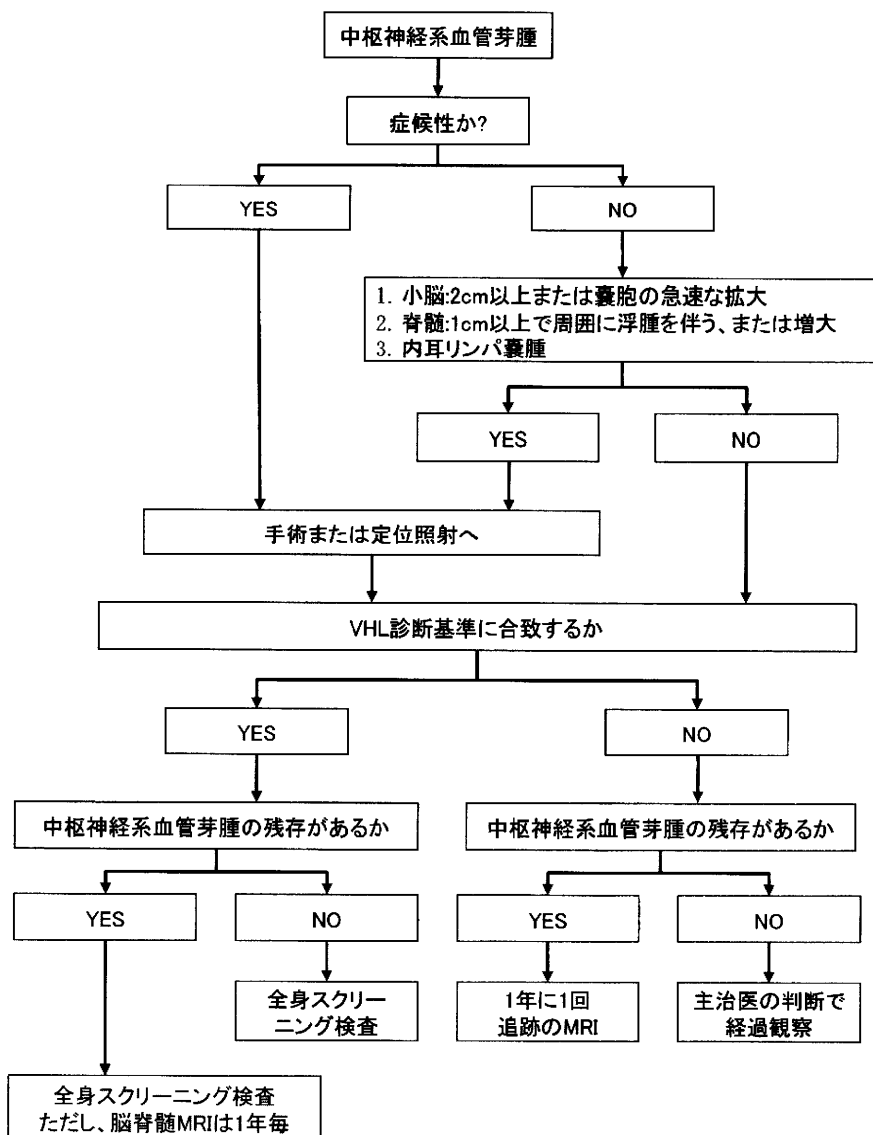 中枢神経系血管芽腫
症候性か?
YES
NO
1. 小脳:2cm以上または嚢胞の急速な拡大
2. 脊髄:1cm以上で周囲に浮腫を伴う、または増大
3. 内耳リンパ嚢腫
YES
NO
手術または定位照射へ
VHL診断基準に合致するか
YES
NO
中枢神経系血管芽腫の残存があるか
中枢神経系血管芽腫の残存があるか
YES
NO
YES
NO
全身スクリー
ニング検査
1年に1回
追跡のMRI
主治医の判断で
経過観察
全身スクリーニング検査
ただし、脳脊髄MRIは1年毎